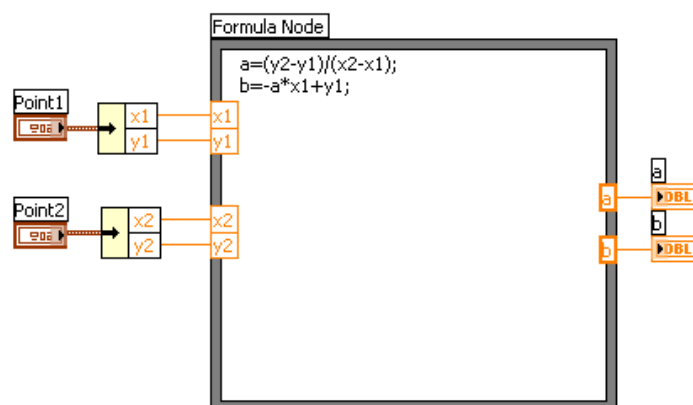 Formula Node
a=(y2-y1)/(x2-x1);
b=-a*x1+y1;
Point1
x1
x1
y1
y1
Point2
x2
x2
y2
y2
a
a
DBL
b
b
DBL